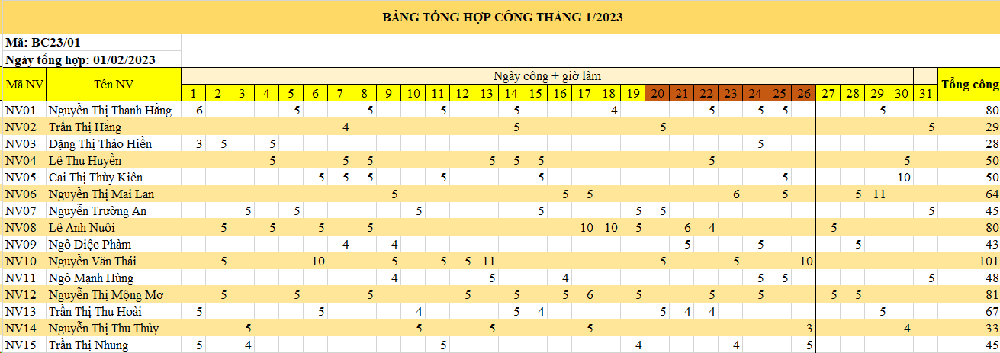 BẢNG TỔNG HỢP CÔNG THÁNG 1/2023
Mã: BC23/01
Ngày tổng hợp: 01/02/2023
Mã NV Tên NV Ngày công + giờ làm Tổng công
1 2 3 4 5 6 7 8 9 10 11 12 13 14 15 16 17 18 19 20 21 22 23 24 25 26 27 28 29 30 31
NV01 Nguyễn Thị Thanh Hằng 6 5 5 5 5 4 5 5 5 5 80
NV02 Trần Thị Hằng 4 5 5 5 29
NV03 Đặng Thị Thảo Hiền 3 5 5 5 28
NV04 Lê Thu Huyền 5 5 5 5 5 5 5 5 50
NV05 Cai Thị Thùy Kiên 5 5 5 5 5 5 10 50
NV06 Nguyễn Thị Mai Lan 5 5 5 6 5 5 11 64
NV07 Nguyễn Trường An 5 5 5 5 5 5 5 45
NV08 Lê Anh Nuôi 5 5 5 5 10 10 5 6 4 5 80
NV09 Ngô Diệc Phàm 4 4 5 5 5 43
NV10 Nguyễn Văn Thái 5 10 5 5 5 11 5 5 10 101
NV11 Ngô Mạnh Hùng 4 5 4 5 5 5 48
NV12 Nguyễn Thị Mộng Mơ 5 5 5 5 5 5 6 5 5 5 5 5 81
NV13 Trần Thị Thu Hoài 5 5 4 5 4 5 4 4 5 67
NV14 Nguyễn Thị Thu Thủy 5 5 5 5 3 4 33
NV15 Trần Thị Nhung 5 4 5 4 4 5 45